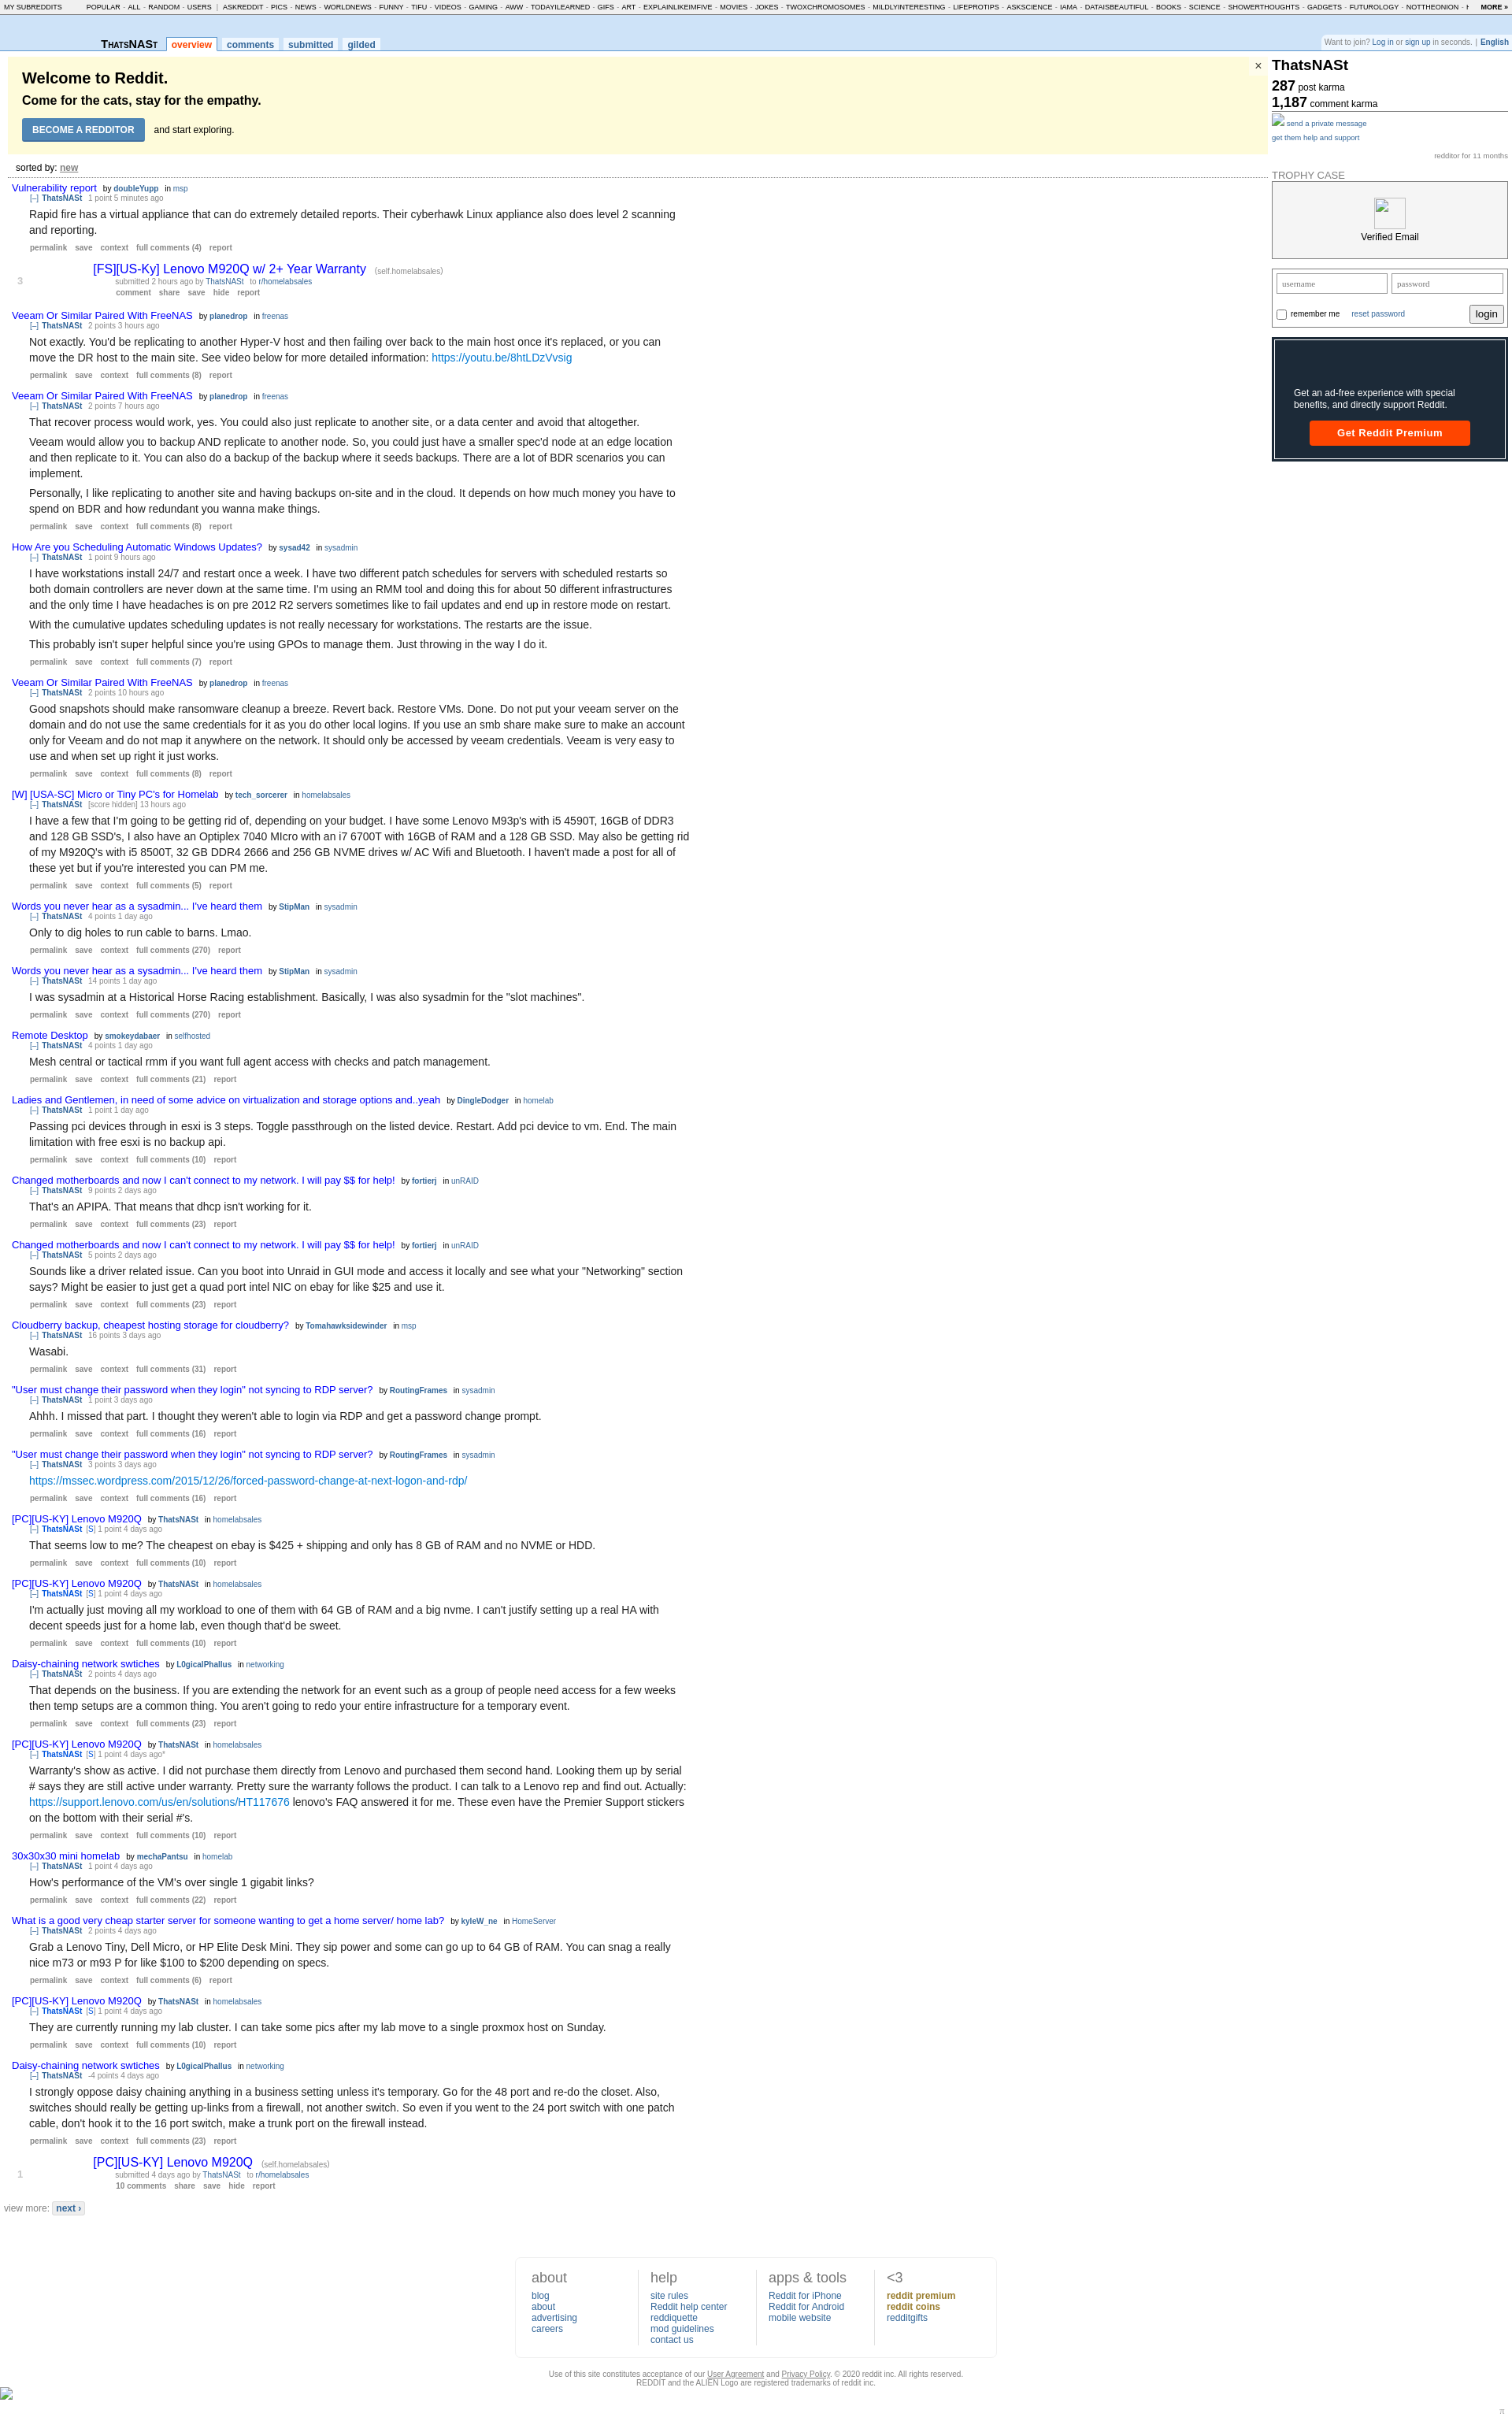 MY SUBREDDITS POPULAR - ALL - RANDOM - USERS | ASKREDDIT - PICS - NEWS - WORLDNEWS - FUNNY - TIFU - VIDEOS - GAMING - AWW - TODAYILEARNED - GIFS - ART - EXPLAINLIKEIMFIVE - MOVIES - JOKES - TWOXCHROMOSOMES - MILDLYINTERESTING - LIFEPROTIPS - ASKSCIENCE - IAMA - DATAISBEAUTIFUL - BOOKS - SCIENCE - SHOWERTHOUGHTS - GADGETS - FUTUROLOGY - NOTTHEONION - MORE »
THATSNAST overview comments submitted gilded
Want to join? Log in or sign up in seconds. | English
Welcome to Reddit.
×
Come for the cats, stay for the empathy.
BECOME A REDDITOR and start exploring.
ThatsNASt
287 post karma
1,187 comment karma
send a private message
get them help and support
redditor for 11 months
TROPHY CASE
Verified Email
username password
remember me reset password login
Get an ad-free experience with special
benefits, and directly support Reddit.
Get Reddit Premium
sorted by: new
Vulnerability report by doubleYupp in msp
[–] ThatsNASt 1 point 5 minutes ago
Rapid fire has a virtual appliance that can do extremely detailed reports. Their cyberhawk Linux appliance also does level 2 scanning
and reporting.
permalink save context full comments (4) report
3
[FS][US-Ky] Lenovo M920Q w/ 2+ Year Warranty (self.homelabsales)
submitted 2 hours ago by ThatsNASt to r/homelabsales
comment share save hide report
Veeam Or Similar Paired With FreeNAS by planedrop in freenas
[–] ThatsNASt 2 points 3 hours ago
Not exactly. You'd be replicating to another Hyper-V host and then failing over back to the main host once it's replaced, or you can
move the DR host to the main site. See video below for more detailed information: https://youtu.be/8htLDzVvsig
permalink save context full comments (8) report
Veeam Or Similar Paired With FreeNAS by planedrop in freenas
[–] ThatsNASt 2 points 7 hours ago
That recover process would work, yes. You could also just replicate to another site, or a data center and avoid that altogether.
Veeam would allow you to backup AND replicate to another node. So, you could just have a smaller spec'd node at an edge location
and then replicate to it. You can also do a backup of the backup where it seeds backups. There are a lot of BDR scenarios you can
implement.
Personally, I like replicating to another site and having backups on-site and in the cloud. It depends on how much money you have to
spend on BDR and how redundant you wanna make things.
permalink save context full comments (8) report
How Are you Scheduling Automatic Windows Updates? by sysad42 in sysadmin
[–] ThatsNASt 1 point 9 hours ago
I have workstations install 24/7 and restart once a week. I have two different patch schedules for servers with scheduled restarts so
both domain controllers are never down at the same time. I'm using an RMM tool and doing this for about 50 different infrastructures
and the only time I have headaches is on pre 2012 R2 servers sometimes like to fail updates and end up in restore mode on restart.
With the cumulative updates scheduling updates is not really necessary for workstations. The restarts are the issue.
This probably isn't super helpful since you're using GPOs to manage them. Just throwing in the way I do it.
permalink save context full comments (7) report
Veeam Or Similar Paired With FreeNAS by planedrop in freenas
[–] ThatsNASt 2 points 10 hours ago
Good snapshots should make ransomware cleanup a breeze. Revert back. Restore VMs. Done. Do not put your veeam server on the
domain and do not use the same credentials for it as you do other local logins. If you use an smb share make sure to make an account
only for Veeam and do not map it anywhere on the network. It should only be accessed by veeam credentials. Veeam is very easy to
use and when set up right it just works.
permalink save context full comments (8) report
[W] [USA-SC] Micro or Tiny PC's for Homelab by tech_sorcerer in homelabsales
[–] ThatsNASt [score hidden] 13 hours ago
I have a few that I'm going to be getting rid of, depending on your budget. I have some Lenovo M93p's with i5 4590T, 16GB of DDR3
and 128 GB SSD's, I also have an Optiplex 7040 MIcro with an i7 6700T with 16GB of RAM and a 128 GB SSD. May also be getting rid
of my M920Q's with i5 8500T, 32 GB DDR4 2666 and 256 GB NVME drives w/ AC Wifi and Bluetooth. I haven't made a post for all of
these yet but if you're interested you can PM me.
permalink save context full comments (5) report
Words you never hear as a sysadmin... I've heard them by StipMan in sysadmin
[–] ThatsNASt 4 points 1 day ago
Only to dig holes to run cable to barns. Lmao.
permalink save context full comments (270) report
Words you never hear as a sysadmin... I've heard them by StipMan in sysadmin
[–] ThatsNASt 14 points 1 day ago
I was sysadmin at a Historical Horse Racing establishment. Basically, I was also sysadmin for the "slot machines".
permalink save context full comments (270) report
Remote Desktop by smokeydabaer in selfhosted
[–] ThatsNASt 4 points 1 day ago
Mesh central or tactical rmm if you want full agent access with checks and patch management.
permalink save context full comments (21) report
Ladies and Gentlemen, in need of some advice on virtualization and storage options and..yeah by DingleDodger in homelab
[–] ThatsNASt 1 point 1 day ago
Passing pci devices through in esxi is 3 steps. Toggle passthrough on the listed device. Restart. Add pci device to vm. End. The main
limitation with free esxi is no backup api.
permalink save context full comments (10) report
Changed motherboards and now I can't connect to my network. I will pay $$ for help! by fortierj in unRAID
[–] ThatsNASt 9 points 2 days ago
That's an APIPA. That means that dhcp isn't working for it.
permalink save context full comments (23) report
Changed motherboards and now I can't connect to my network. I will pay $$ for help! by fortierj in unRAID
[–] ThatsNASt 5 points 2 days ago
Sounds like a driver related issue. Can you boot into Unraid in GUI mode and access it locally and see what your "Networking" section
says? Might be easier to just get a quad port intel NIC on ebay for like $25 and use it.
permalink save context full comments (23) report
Cloudberry backup, cheapest hosting storage for cloudberry? by Tomahawksidewinder in msp
[–] ThatsNASt 16 points 3 days ago
Wasabi.
permalink save context full comments (31) report
"User must change their password when they login" not syncing to RDP server? by RoutingFrames in sysadmin
[–] ThatsNASt 1 point 3 days ago
Ahhh. I missed that part. I thought they weren't able to login via RDP and get a password change prompt.
permalink save context full comments (16) report
"User must change their password when they login" not syncing to RDP server? by RoutingFrames in sysadmin
[–] ThatsNASt 3 points 3 days ago
https://mssec.wordpress.com/2015/12/26/forced-password-change-at-next-logon-and-rdp/
permalink save context full comments (16) report
[PC][US-KY] Lenovo M920Q by ThatsNASt in homelabsales
[–] ThatsNASt [S] 1 point 4 days ago
That seems low to me? The cheapest on ebay is $425 + shipping and only has 8 GB of RAM and no NVME or HDD.
permalink save context full comments (10) report
[PC][US-KY] Lenovo M920Q by ThatsNASt in homelabsales
[–] ThatsNASt [S] 1 point 4 days ago
I'm actually just moving all my workload to one of them with 64 GB of RAM and a big nvme. I can't justify setting up a real HA with
decent speeds just for a home lab, even though that'd be sweet.
permalink save context full comments (10) report
Daisy-chaining network swtiches by L0gicalPhallus in networking
[–] ThatsNASt 2 points 4 days ago
That depends on the business. If you are extending the network for an event such as a group of people need access for a few weeks
then temp setups are a common thing. You aren't going to redo your entire infrastructure for a temporary event.
permalink save context full comments (23) report
[PC][US-KY] Lenovo M920Q by ThatsNASt in homelabsales
[–] ThatsNASt [S] 1 point 4 days ago*
Warranty's show as active. I did not purchase them directly from Lenovo and purchased them second hand. Looking them up by serial
# says they are still active under warranty. Pretty sure the warranty follows the product. I can talk to a Lenovo rep and find out. Actually:
https://support.lenovo.com/us/en/solutions/HT117676 lenovo's FAQ answered it for me. These even have the Premier Support stickers
on the bottom with their serial #'s.
permalink save context full comments (10) report
30x30x30 mini homelab by mechaPantsu in homelab
[–] ThatsNASt 1 point 4 days ago
How's performance of the VM's over single 1 gigabit links?
permalink save context full comments (22) report
What is a good very cheap starter server for someone wanting to get a home server/ home lab? by kyleW_ne in HomeServer
[–] ThatsNASt 2 points 4 days ago
Grab a Lenovo Tiny, Dell Micro, or HP Elite Desk Mini. They sip power and some can go up to 64 GB of RAM. You can snag a really
nice m73 or m93 P for like $100 to $200 depending on specs.
permalink save context full comments (6) report
[PC][US-KY] Lenovo M920Q by ThatsNASt in homelabsales
[–] ThatsNASt [S] 1 point 4 days ago
They are currently running my lab cluster. I can take some pics after my lab move to a single proxmox host on Sunday.
permalink save context full comments (10) report
Daisy-chaining network swtiches by L0gicalPhallus in networking
[–] ThatsNASt -4 points 4 days ago
I strongly oppose daisy chaining anything in a business setting unless it's temporary. Go for the 48 port and re-do the closet. Also,
switches should really be getting up-links from a firewall, not another switch. So even if you went to the 24 port switch with one patch
cable, don't hook it to the 16 port switch, make a trunk port on the firewall instead.
permalink save context full comments (23) report
1
[PC][US-KY] Lenovo M920Q (self.homelabsales)
submitted 4 days ago by ThatsNASt to r/homelabsales
10 comments share save hide report
view more: next ›
about
blog
about
advertising
careers
help
site rules
Reddit help center
reddiquette
mod guidelines
contact us
apps & tools
Reddit for iPhone
Reddit for Android
mobile website
<3
reddit premium
reddit coins
redditgifts
Use of this site constitutes acceptance of our User Agreement and Privacy Policy. © 2020 reddit inc. All rights reserved.
REDDIT and the ALIEN Logo are registered trademarks of reddit inc.
π